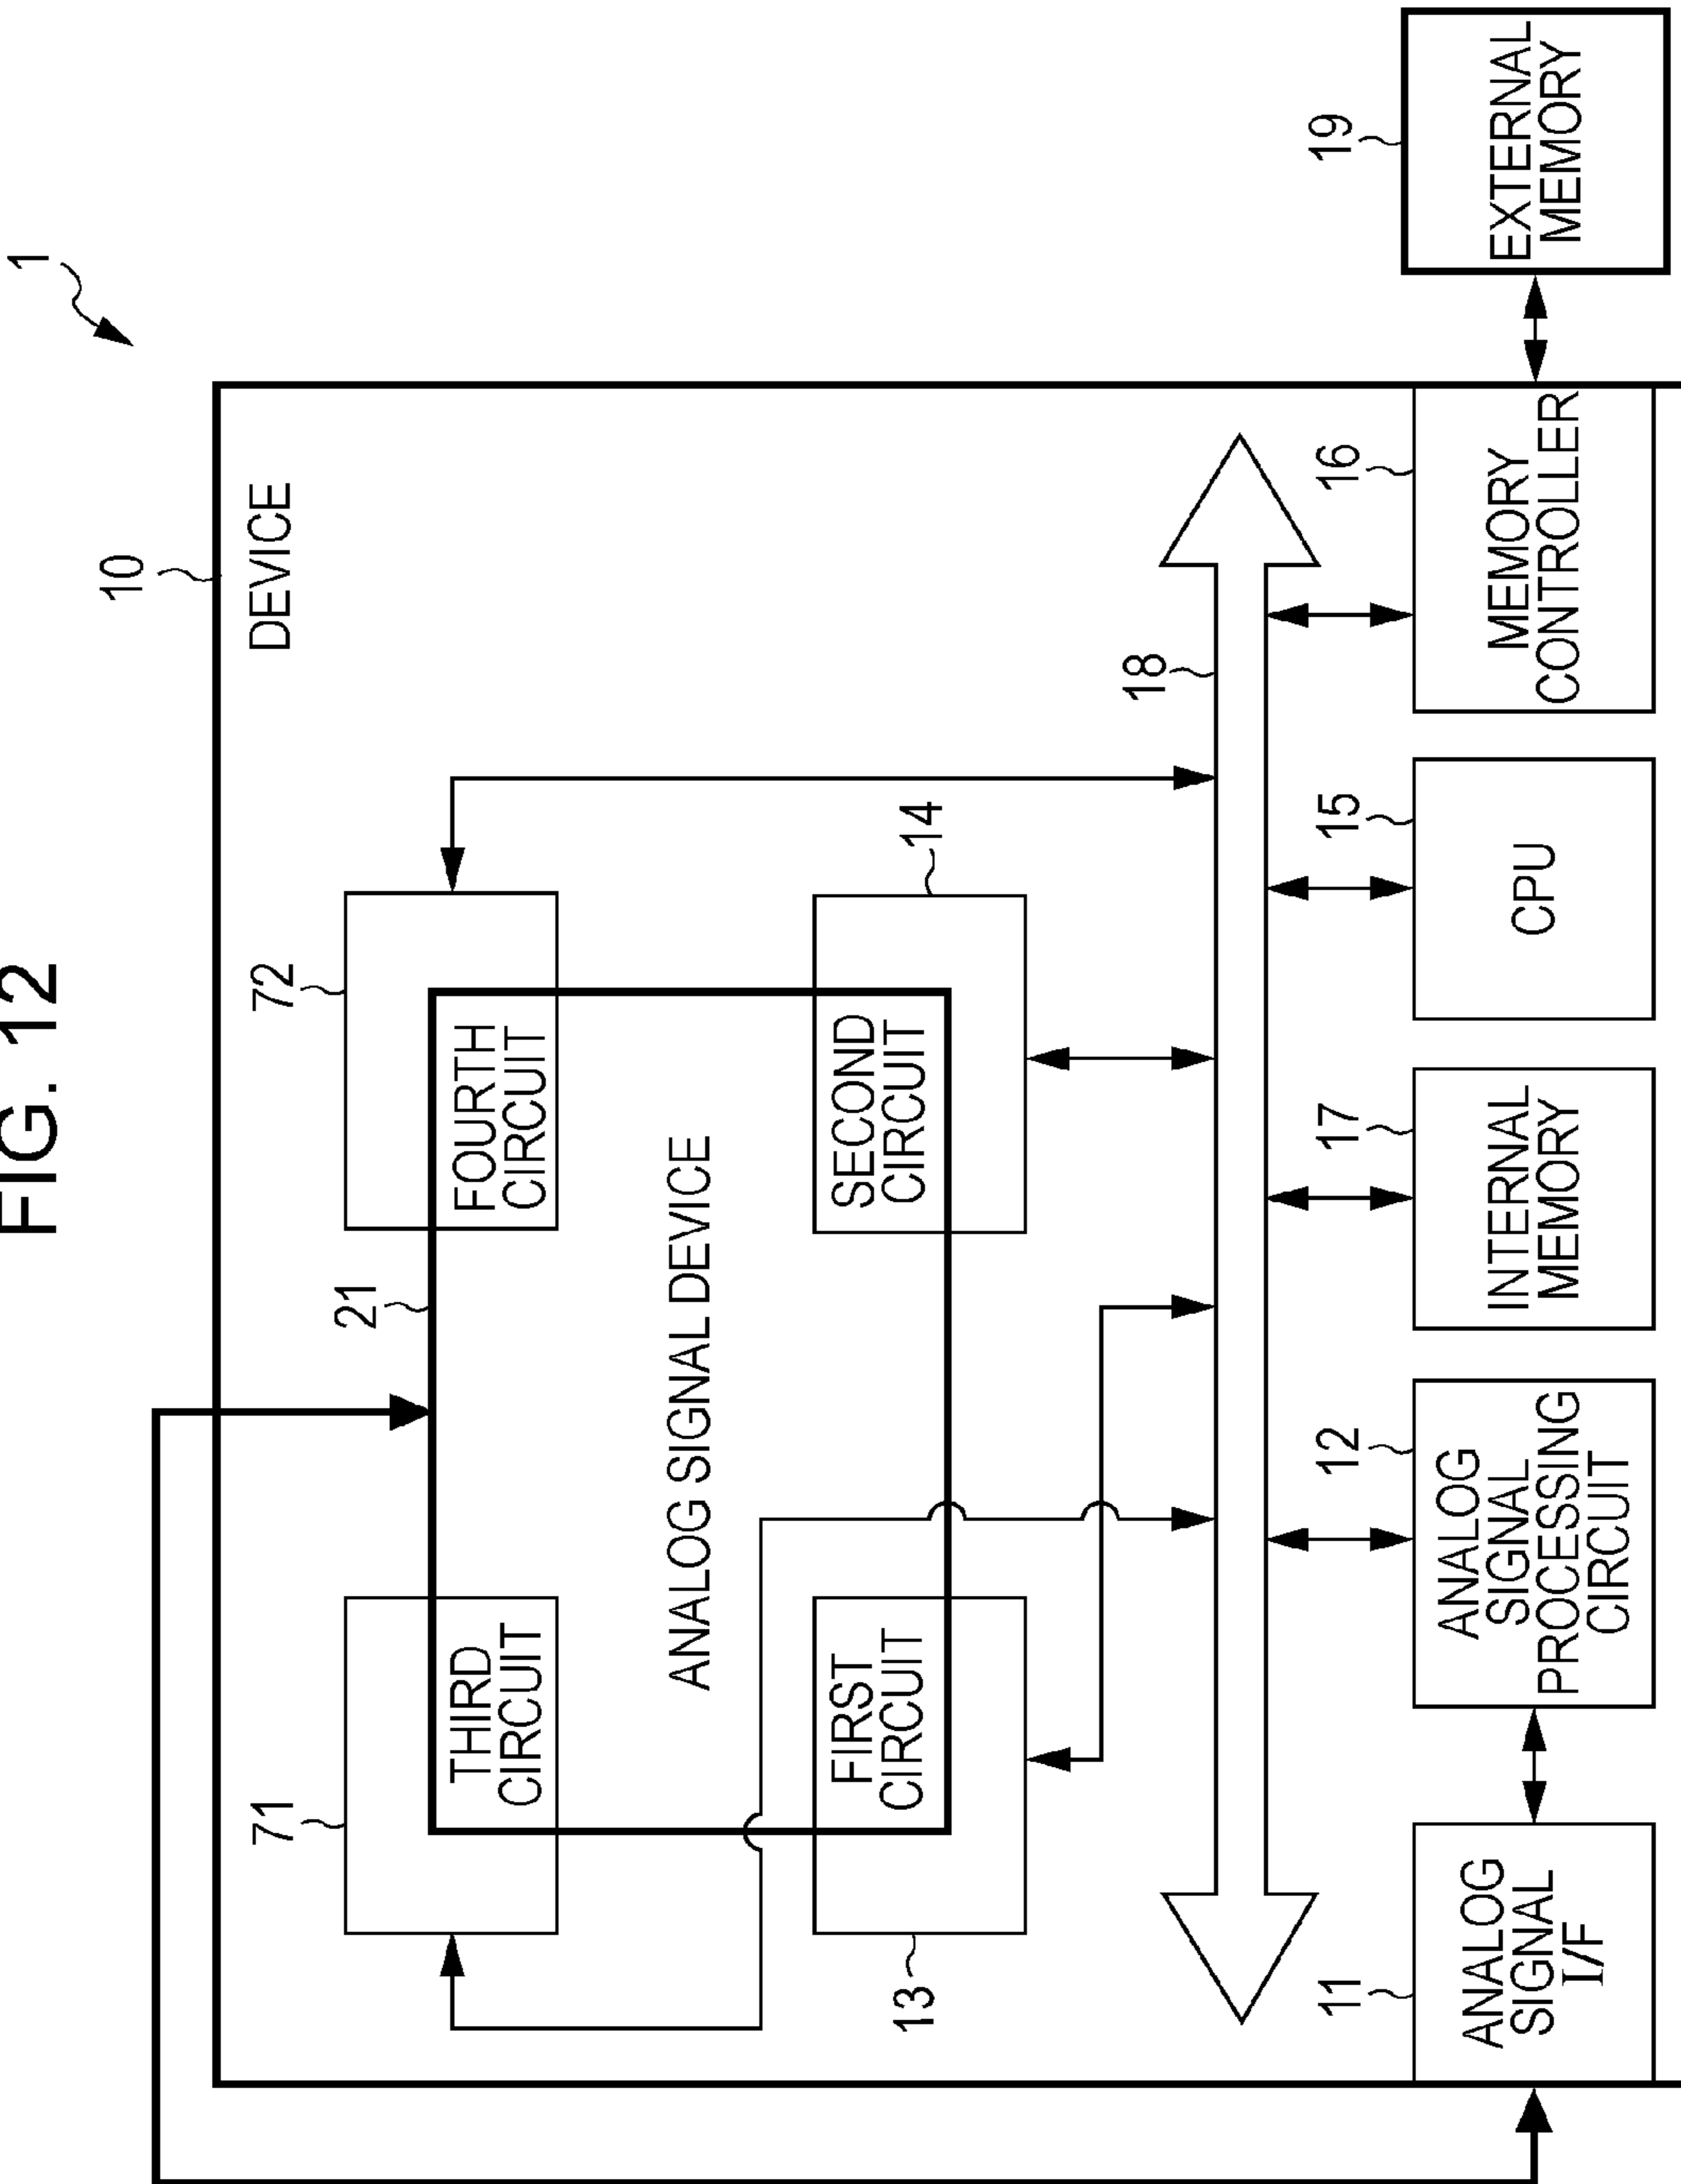 FIG. 12
1
10
DEVICE
71
THIRD
CIRCUIT
21
72
FOURTH
CIRCUIT
ANALOG SIGNAL DEVICE
13
FIRST
CIRCUIT
SECOND
CIRCUIT
14
18
11
ANALOG
SIGNAL
I/F
12
ANALOG
SIGNAL
PROCESSING
CIRCUIT
17
INTERNAL
MEMORY
15
CPU
16
MEMORY
CONTROLLER
19
EXTERNAL
MEMORY